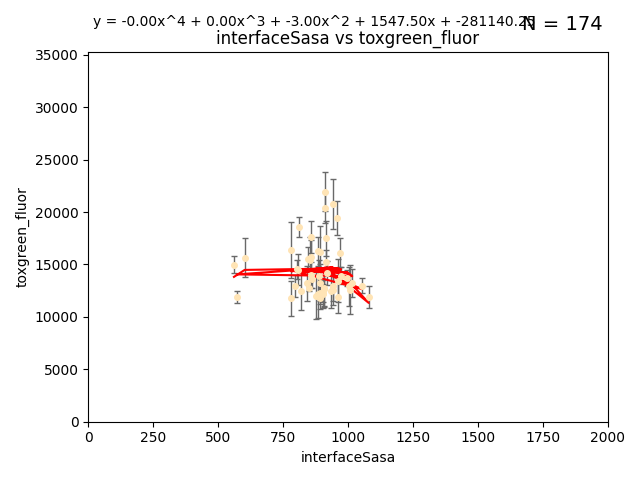 y = -0.00x^4 + 0.00x^3 + -3.00x^2 + 1547.50x + -281140.25
N = 174
interfaceSasa vs toxgreen_fluor
35000
30000
25000
20000
15000
10000
5000
0
toxgreen_fluor
0 250 500 750 1000 1250 1500 1750 2000
interfaceSasa